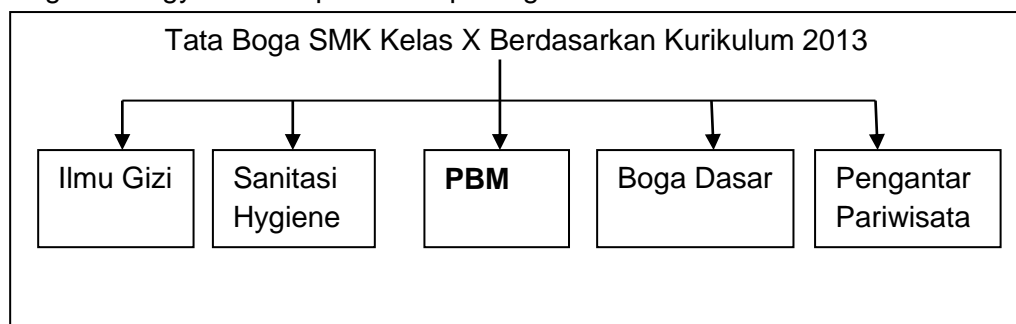 Tata Boga SMK Kelas X Berdasarkan Kurikulum 2013
Ilmu Gizi
Sanitasi
Hygiene
PBM
Boga Dasar
Pengantar
Pariwisata